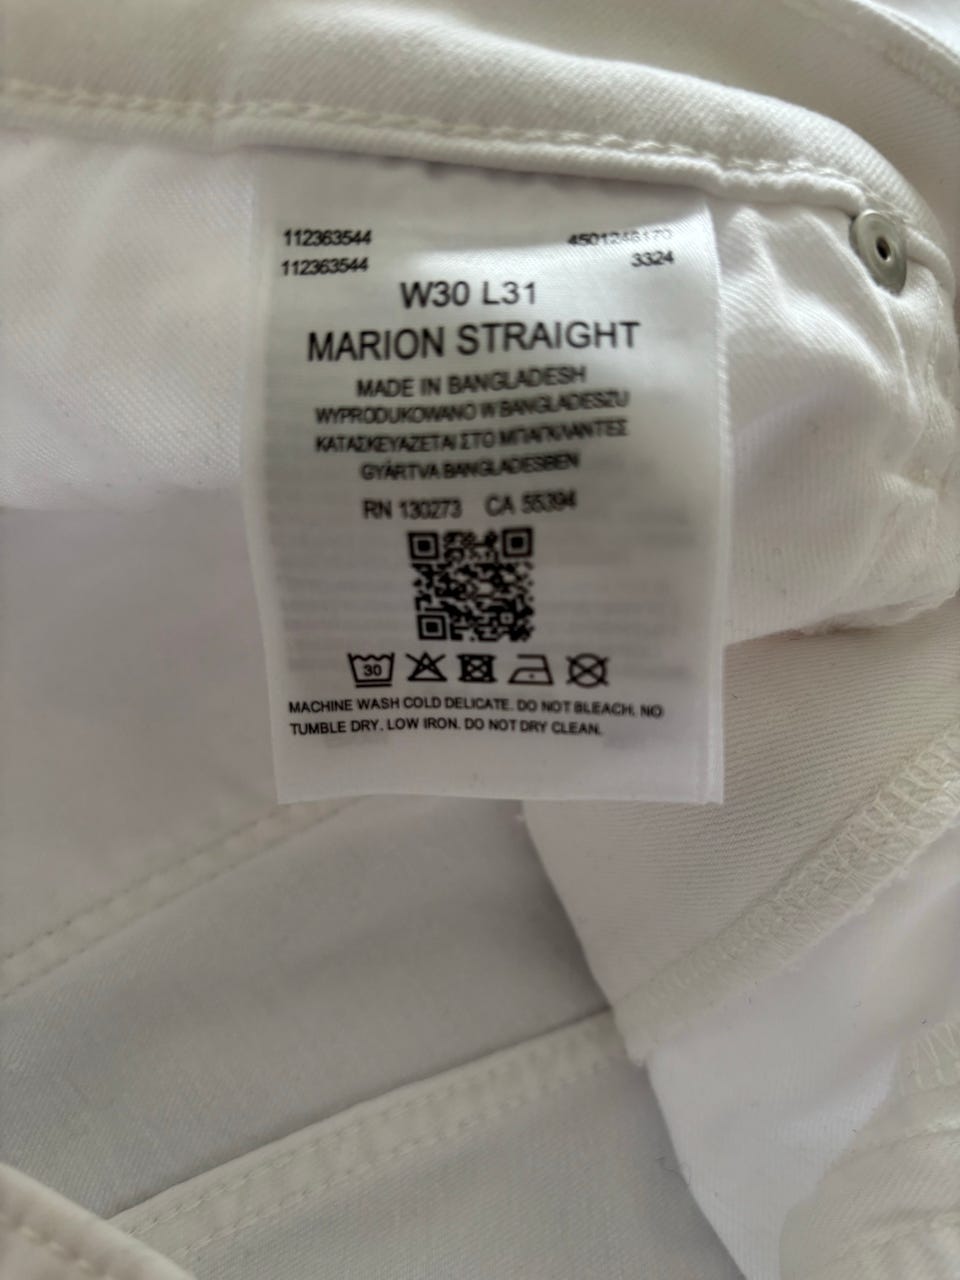 112363544
112363544
3324
W30 L31
MARION STRAIGHT
MADE IN BANGLADESH
WYPRODUKOWANO W BANGLADESZU
ΚΑΤΑΣΚΕΥΑΖΕΤΑΙ ΣΤΟ ΜΠΑΓΚΛΑΝΤΕΣ
GYÁRTVA BANGLADESBEN
RN 130273 CA 55394
30
MACHINE WASH COLD DELICATE. DO NOT BLEACH. NO
TUMBLE DRY. LOW IRON. DO NOT DRY CLEAN.